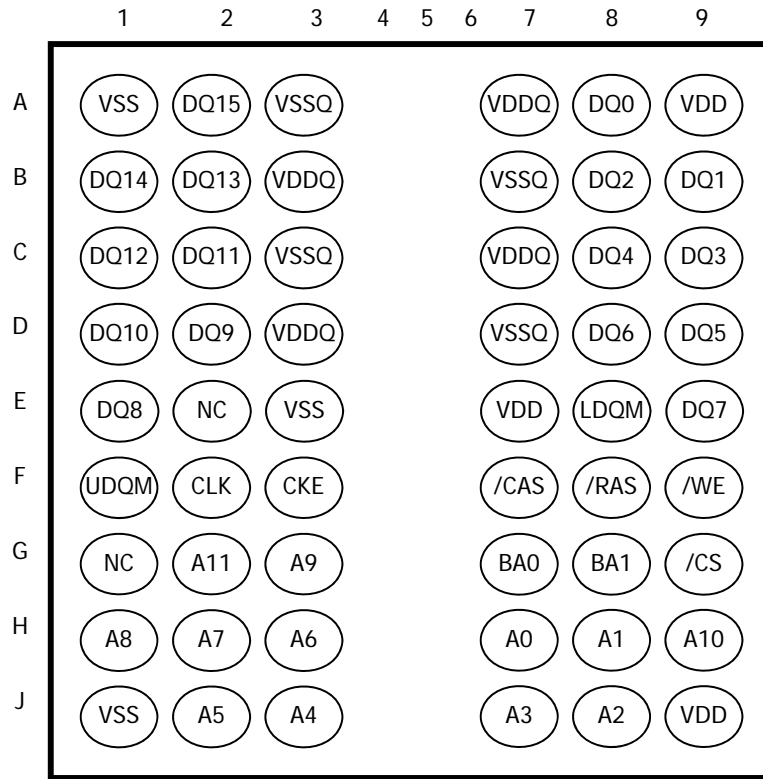 1 2 3 4 5 6 7 8 9
A VSS DQ15 VSSQ VDDQ DQ0 VDD
B DQ14 DQ13 VDDQ VSSQ DQ2 DQ1
C DQ12 DQ11 VSSQ VDDQ DQ4 DQ3
D DQ10 DQ9 VDDQ VSSQ DQ6 DQ5
E DQ8 NC VSS VDD LDQM DQ7
F UDQM CLK CKE /CAS /RAS /WE
G NC A11 A9 BA0 BA1 /CS
H A8 A7 A6 A0 A1 A10
J VSS A5 A4 A3 A2 VDD